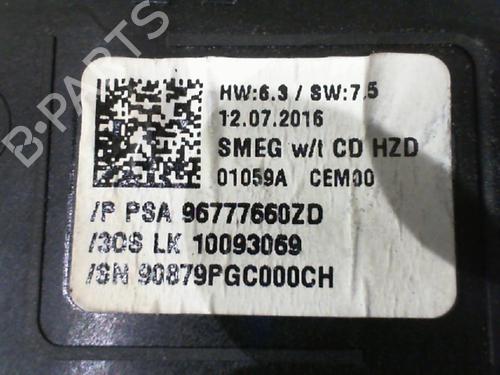 HW:6.3 / SW:7.5
12.07.2016
SMEG w/t CD HZD
01059A CEM00
/P PSA 96777660ZD
/3OS LK 10093069
/SN 90879PGC000CH
B-PARTS